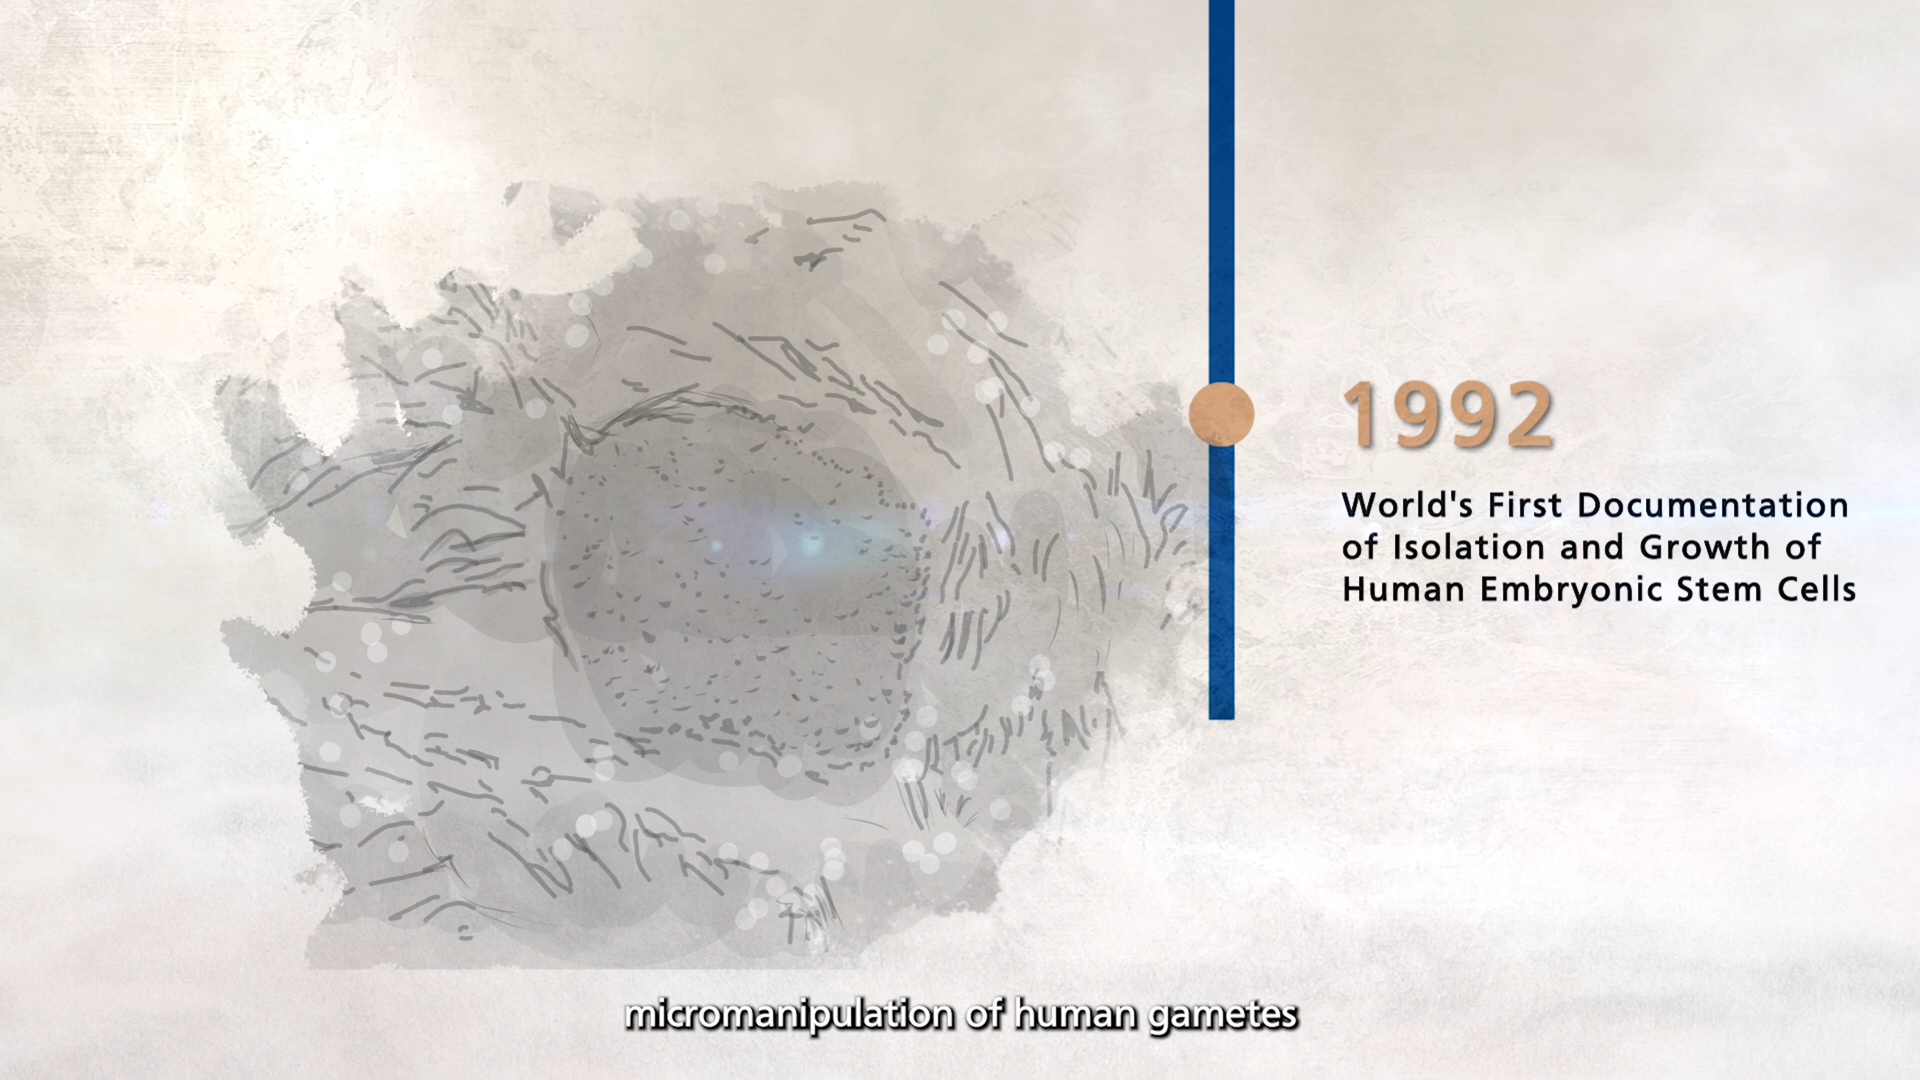 1992
World's First Documentation
of Isolation and Growth of
Human Embryonic Stem Cells
micromanipulation of human gametes